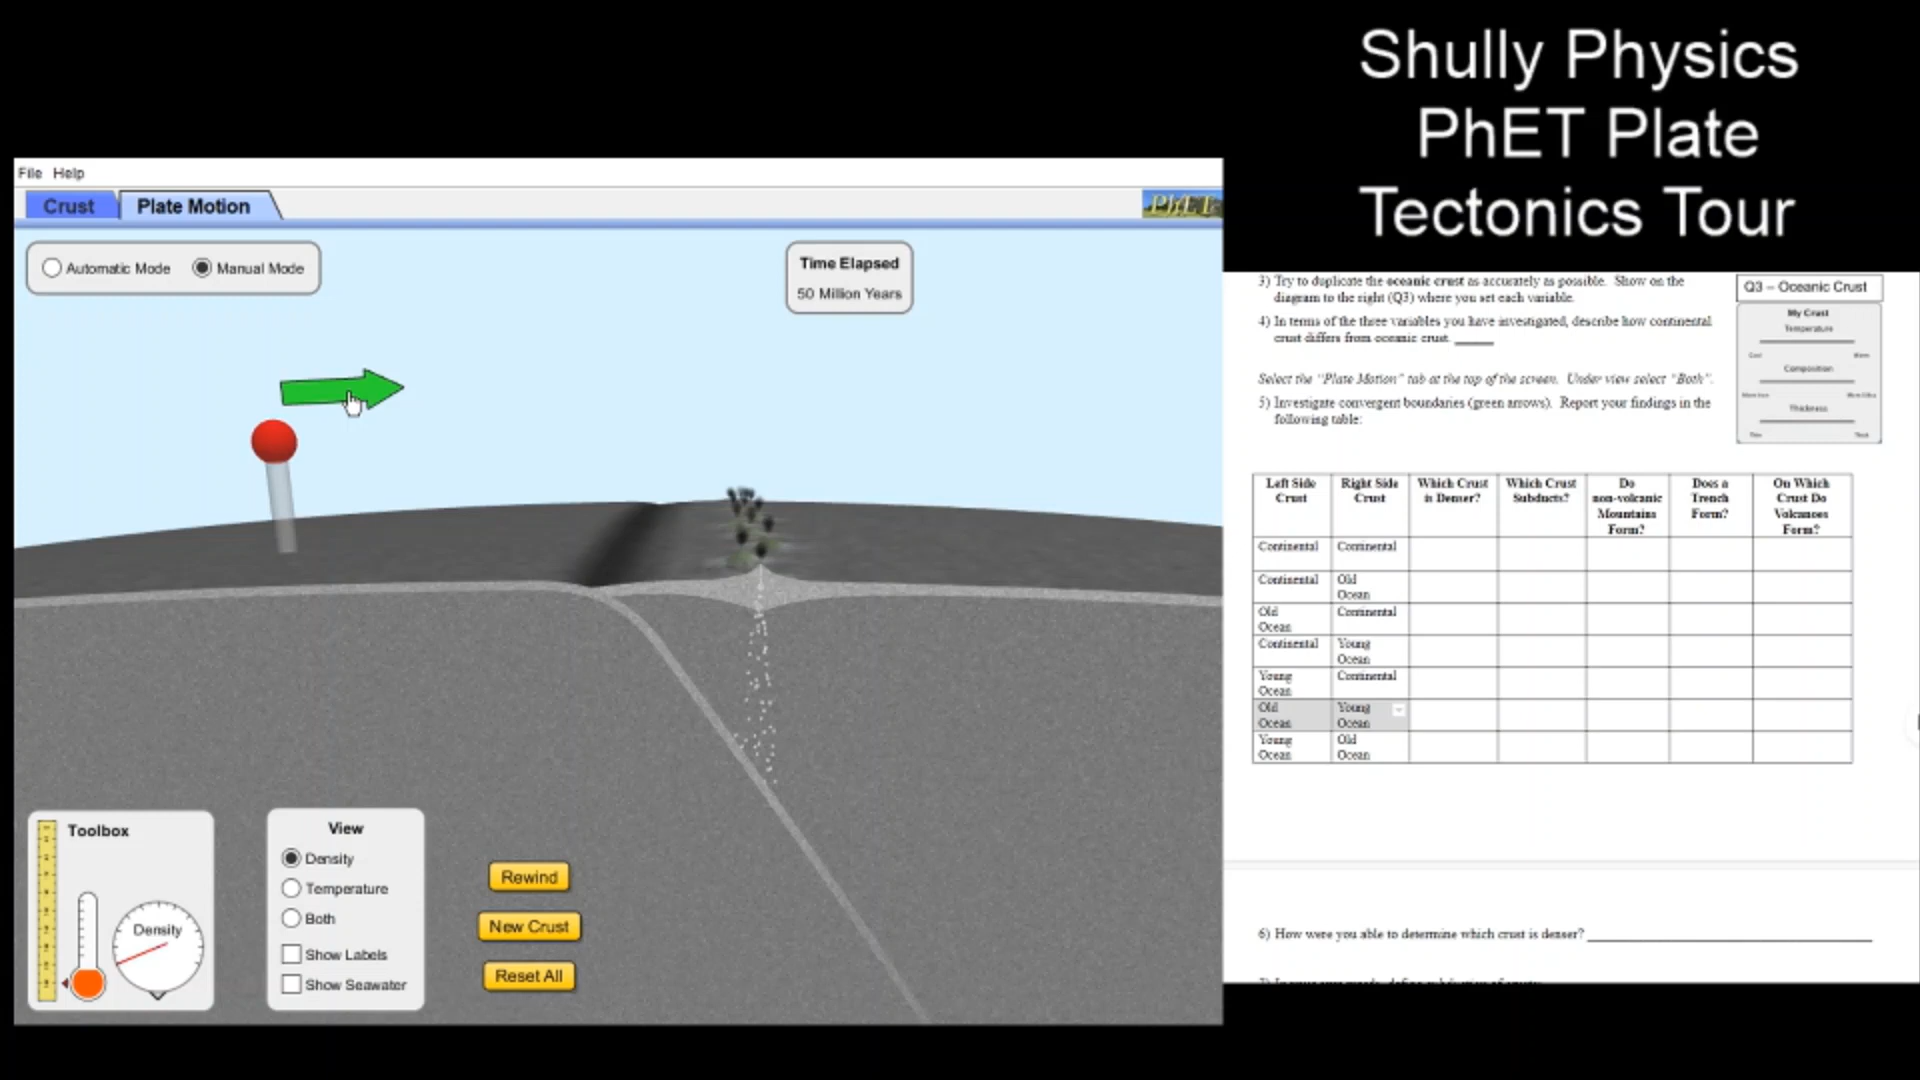 Shully Physics
PhET Plate
Tectonics Tour
File Help
Crust Plate Motion
PhET
Automatic Mode Manual Mode
Time Elapsed
50 Million Years
Toolbox
Density
View
Density
Temperature
Both
Show Labels
Show Seawater
Rewind
New Crust
Reset All
3) Try to duplicate the oceanic crust as accurately as possible. Show on the
diagram to the right (Q3) where you set each variable.
4) In terms of the three variables you have investigated, describe how continental
crust differs from oceanic crust.
Q3 – Oceanic Crust
My Crust
Temperature
Cool Warm
Composition
More Iron More Silica
Thickness
Thin Thick
Select the "Plate Motion" tab at the top of the screen. Under view select "Both".
5) Investigate convergent boundaries (green arrows). Report your findings in the
following table:
Left Side Crust Right Side Crust Which Crust is Denser? Which Crust Subducts? Do non-volcanic Mountains Form? Does a Trench Form? On Which Crust Do Volcanoes Form?
Continental Continental
Continental Old Ocean
Old Ocean Continental
Continental Young Ocean
Young Ocean Continental
Old Ocean Young Ocean
Young Ocean Old Ocean
6) How were you able to determine which crust is denser?